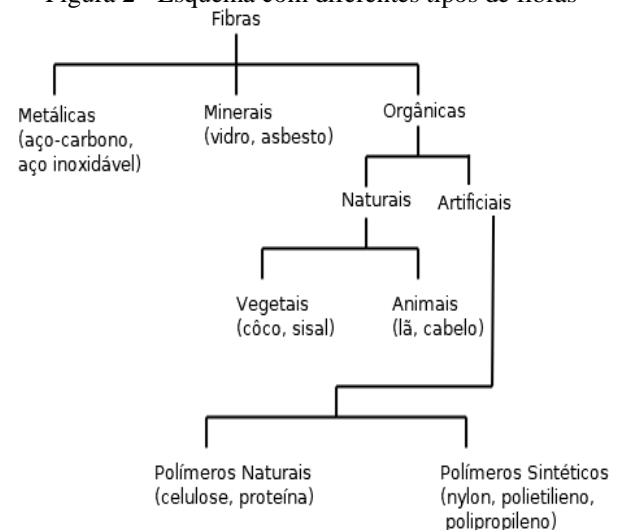 Figura 2 - Esquema com diferentes tipos de fibras
Fibras
Metálicas
(aço-carbono,
aço inoxidável)
Minerais
(vidro, asbesto)
Orgânicas
Naturais
Artificiais
Vegetais
(côco, sisal)
Animais
(lã, cabelo)
Polímeros Naturais
(celulose, proteína)
Polímeros Sintéticos
(nylon, polietilieno,
polipropileno)